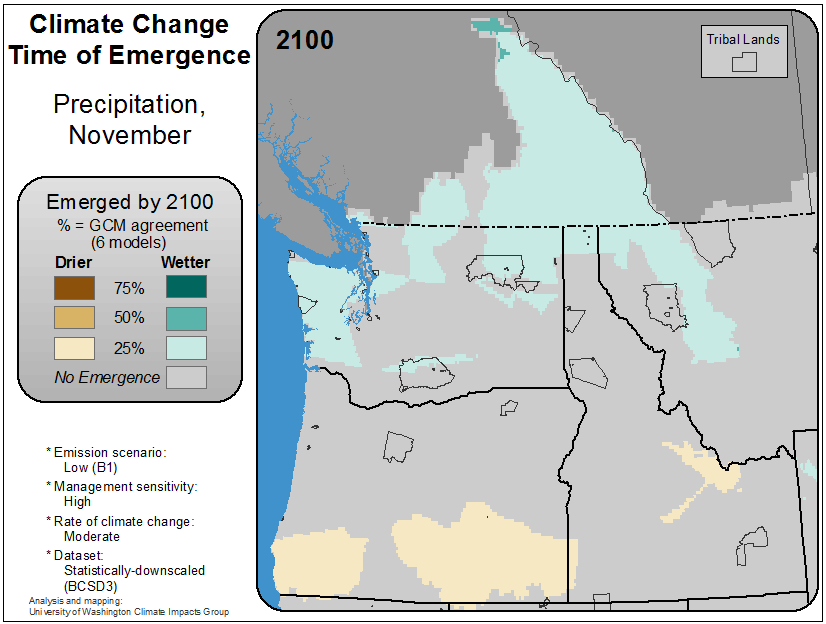 Climate Change
Time of Emergence
Precipitation,
November
Emerged by 2100
% = GCM agreement
(6 models)
Drier Wetter
75%
50%
25%
No Emergence
* Emission scenario:
Low (B1)
* Management sensitivity:
High
* Rate of climate change:
Moderate
* Dataset:
Statistically-downscaled
(BCSD3)
Analysis and mapping:
University of Washington Climate Impacts Group
2100
Tribal Lands